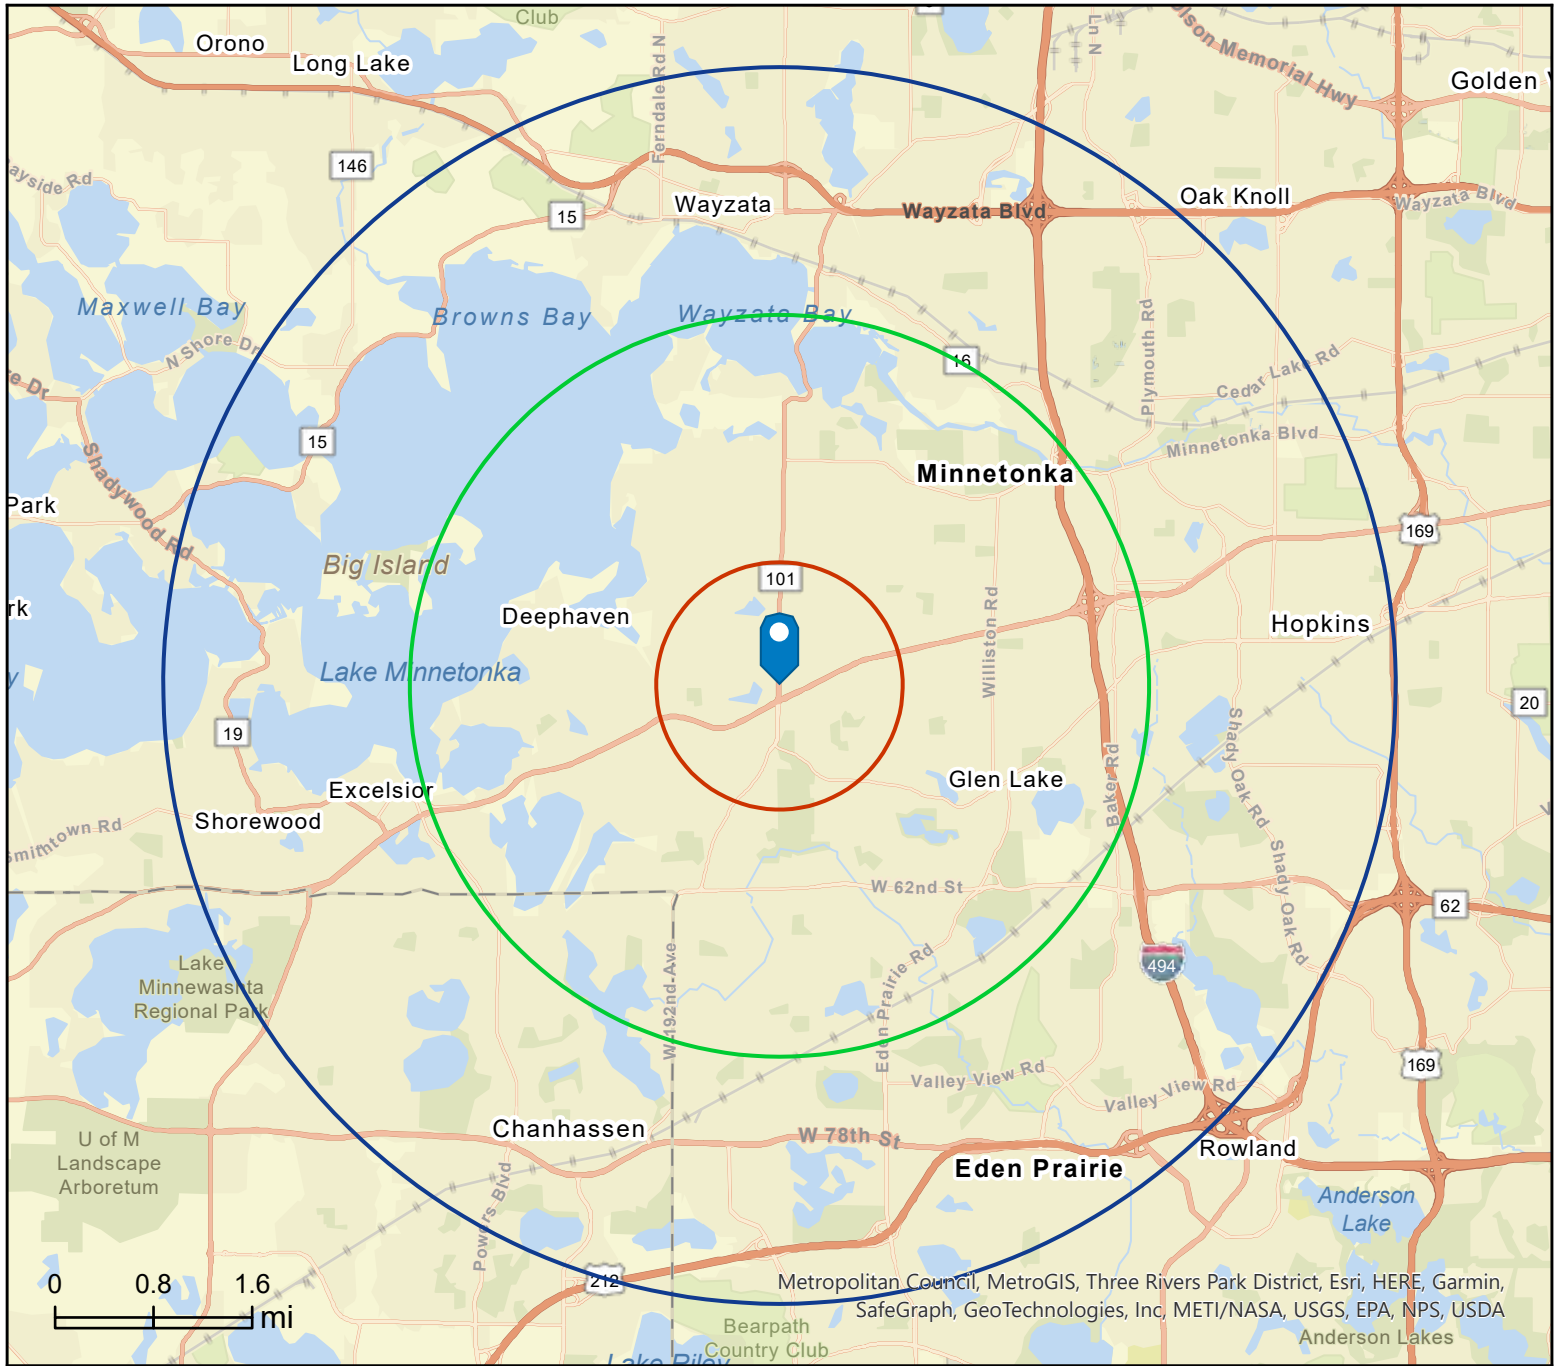 Club
Orono
Long Lake
Ferndale Rd N
Ln N
olson Memorial Hwy
Golden V
146
ayside Rd
15
Wayzata
Wayzata Blvd
Oak Knoll
Wayzata Blvd
Maxwell Bay
Browns Bay
Wayzata Bay
N Shore Dr
re Dr
16
Plymouth Rd
Cedar Lake Rd
15
Minnetonka Blvd
Shadywood Rd
Minnetonka
Park
169
Big Island
101
rk
Deephaven
Williston Rd
Hopkins
Lake Minnetonka
y
20
19
Shady Oak Rd
Baker Rd
Excelsior
Glen Lake
Shorewood
Smithtown Rd
V
Shady Oak Rd
W 62nd St
62
Lake
Minnewashta
Regional Park
W 192nd Ave
Eden Prairie Rd
494
Valley View Rd
Valley View Rd
169
U of M
Landscape
Arboretum
Chanhassen
W 78th St
Eden Prairie
Rowland
Powers Blvd
Anderson
Lake
212
0 0.8 1.6
mi
Metropolitan Council, MetroGIS, Three Rivers Park District, Esri, HERE, Garmin,
SafeGraph, GeoTechnologies, Inc, METI/NASA, USGS, EPA, NPS, USDA
Bearpath
Country Club
Anderson Lakes
Lake Riley